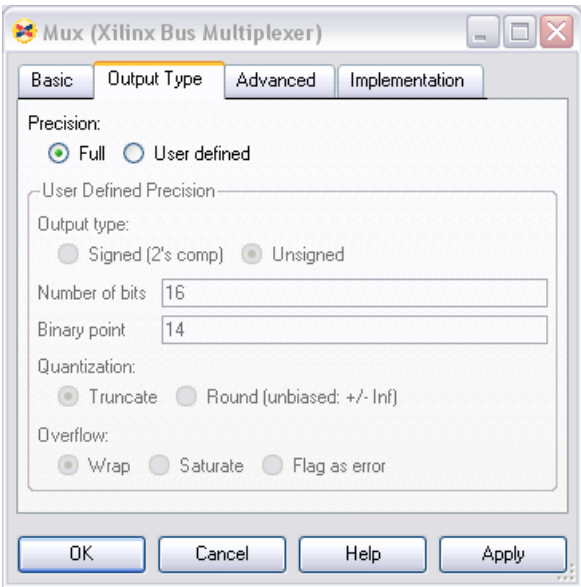 Mux (Xilinx Bus Multiplexer)
Basic Output Type Advanced Implementation
Precision:
Full User defined
User Defined Precision
Output type:
Signed (2's comp) Unsigned
Number of bits 16
Binary point 14
Quantization:
Truncate Round (unbiased: +/- Inf)
Overflow:
Wrap Saturate Flag as error
OK Cancel Help Apply